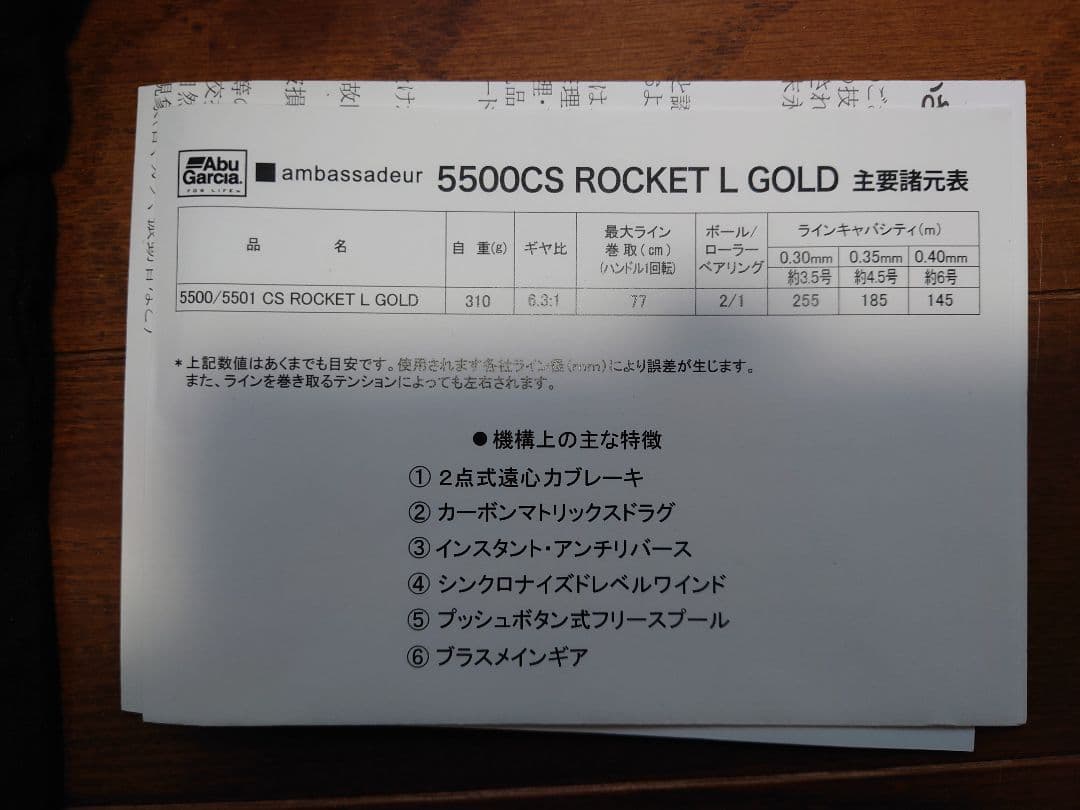 Abu Garcia. FOR LIFE ■ ambassadeur 5500CS ROCKET L GOLD 主要諸元表
品 名 自 重(g) ギヤ比 最大ライン巻取(cm)(ハンドル1回転) ボール/ローラーベアリング ラインキャパシティ(m)
0.30mm 0.35mm 0.40mm
約3.5号 約4.5号 約6号
5500/5501 CS ROCKET L GOLD 310 6.3:1 77 2/1 255 185 145
*上記数値はあくまでも目安です。使用されます各社ライン径(mm)により誤差が生じます。
また、ラインを巻き取るテンションによっても左右されます。
●機構上の主な特徴
① 2点式遠心力ブレーキ
② カーボンマトリックスドラグ
③ インスタント・アンチリバース
④ シンクロナイズドレベルワインド
⑤ プッシュボタン式フリースプール
⑥ ブラスメインギア